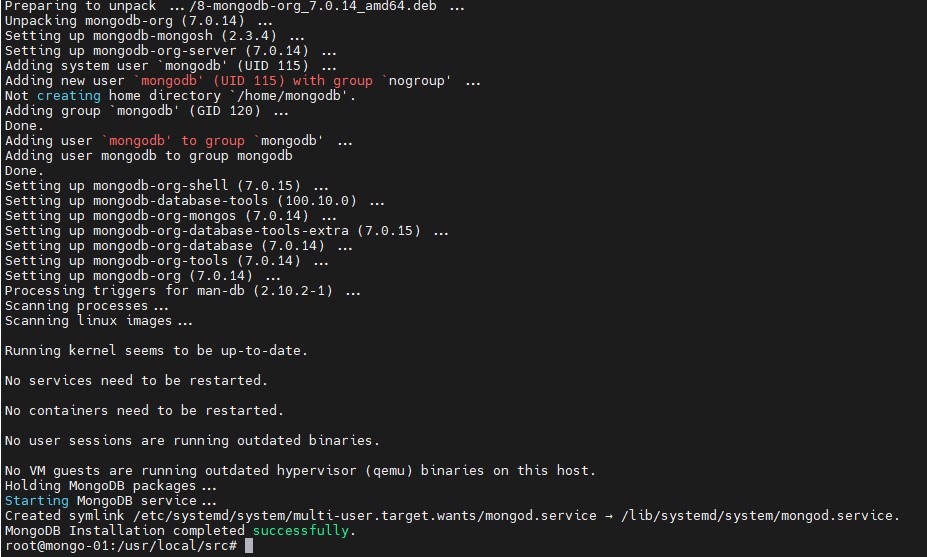 Preparing to unpack .../8-mongodb-org_7.0.14_amd64.deb ...
Unpacking mongodb-org (7.0.14) ...
Setting up mongodb-mongosh (2.3.4) ...
Setting up mongodb-org-server (7.0.14) ...
Adding system user `mongodb' (UID 115) ...
Adding new user `mongodb' (UID 115) with group `nogroup' ...
Not creating home directory `/home/mongodb'.
Adding group `mongodb' (GID 120) ...
Done.
Adding user `mongodb' to group `mongodb' ...
Adding user mongodb to group mongodb
Done.
Setting up mongodb-org-shell (7.0.15) ...
Setting up mongodb-database-tools (100.10.0) ...
Setting up mongodb-org-mongos (7.0.14) ...
Setting up mongodb-org-database-tools-extra (7.0.15) ...
Setting up mongodb-org-database (7.0.14) ...
Setting up mongodb-org-tools (7.0.14) ...
Setting up mongodb-org (7.0.14) ...
Processing triggers for man-db (2.10.2-1) ...
Scanning processes...
Scanning linux images...
Running kernel seems to be up-to-date.
No services need to be restarted.
No containers need to be restarted.
No user sessions are running outdated binaries.
No VM guests are running outdated hypervisor (qemu) binaries on this host.
Holding MongoDB packages...
Starting MongoDB service...
Created symlink /etc/systemd/system/multi-user.target.wants/mongod.service → /lib/systemd/system/mongod.service.
MongoDB Installation completed successfully.
root@mongo-01:/usr/local/src#